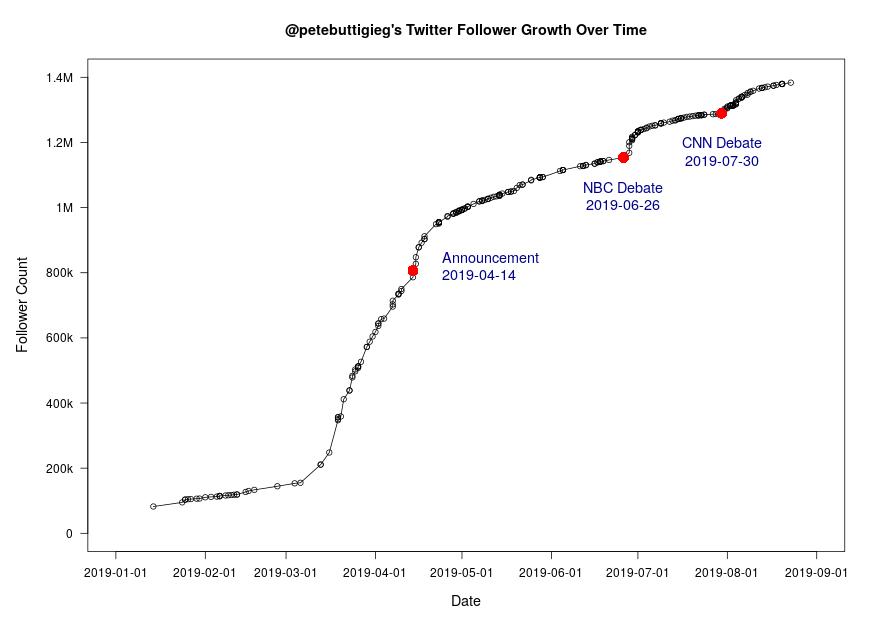 @petebuttigieg's Twitter Follower Growth Over Time
1.4M
1.2M
1M
800k
600k
400k
200k
0
Follower Count
CNN Debate
2019-07-30
NBC Debate
2019-06-26
Announcement
2019-04-14
2019-01-01
2019-02-01
2019-03-01
2019-04-01
2019-05-01
2019-06-01
2019-07-01
2019-08-01
2019-09-01
Date